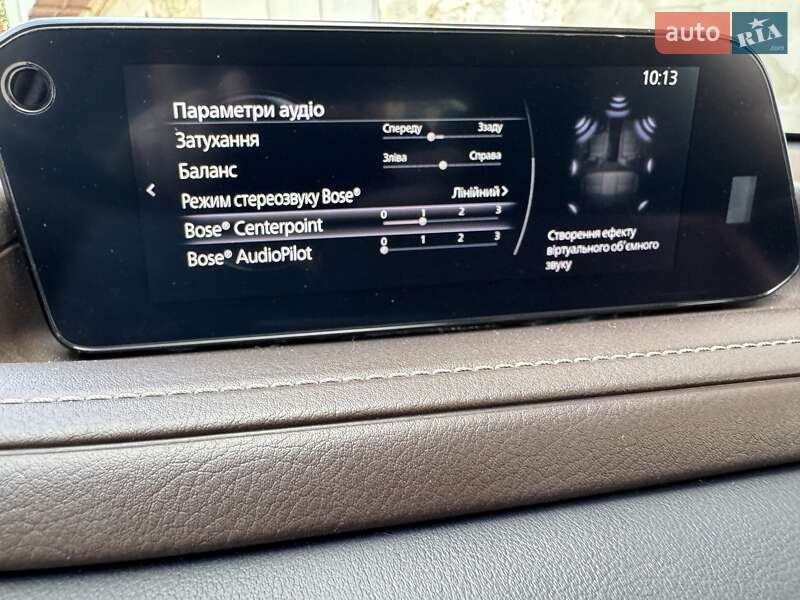 auto RIA.com
10:13
Параметри аудіо
Затухання
Спереду Ззаду
Баланс
Зліва Справа
Режим стереозвуку Bose®
Лінійний
Bose® Centerpoint
0 1 2 3
Bose® AudioPilot
0 1 2 3
Створення ефекту
віртуального об'ємного
звуку